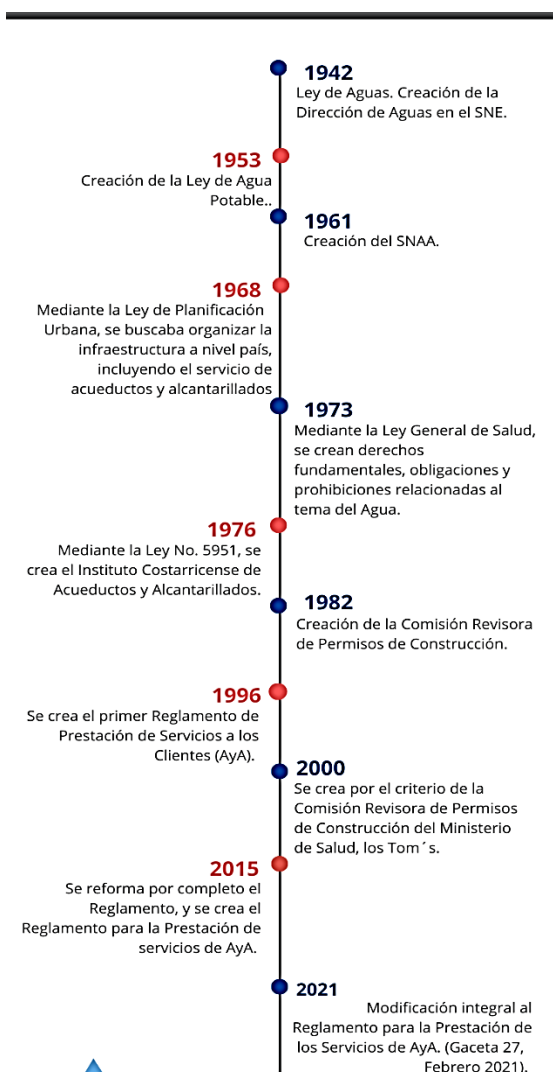 1942
Ley de Aguas. Creación de la
Dirección de Aguas en el SNE.
1953
Creación de la Ley de Agua
Potable..
1961
Creación del SNAA.
1968
Mediante la Ley de Planificación
Urbana, se buscaba organizar la
infraestructura a nivel país,
incluyendo el servicio de
acueductos y alcantarillados
1973
Mediante la Ley General de Salud,
se crean derechos
fundamentales, obligaciones y
prohibiciones relacionadas al
tema del Agua.
1976
Mediante la Ley No. 5951, se
crea el Instituto Costarricense de
Acueductos y Alcantarillados.
1982
Creación de la Comisión Revisora
de Permisos de Construcción.
1996
Se crea el primer Reglamento de
Prestación de Servicios a los
Clientes (AyA).
2000
Se crea por el criterio de la
Comisión Revisora de Permisos
de Construcción del Ministerio
de Salud, los Tom´s.
2015
Se reforma por completo el
Reglamento, y se crea el
Reglamento para la Prestación de
servicios de AyA.
2021
Modificación integral al
Reglamento para la Prestación de
los Servicios de AyA. (Gaceta 27,
Febrero 2021).